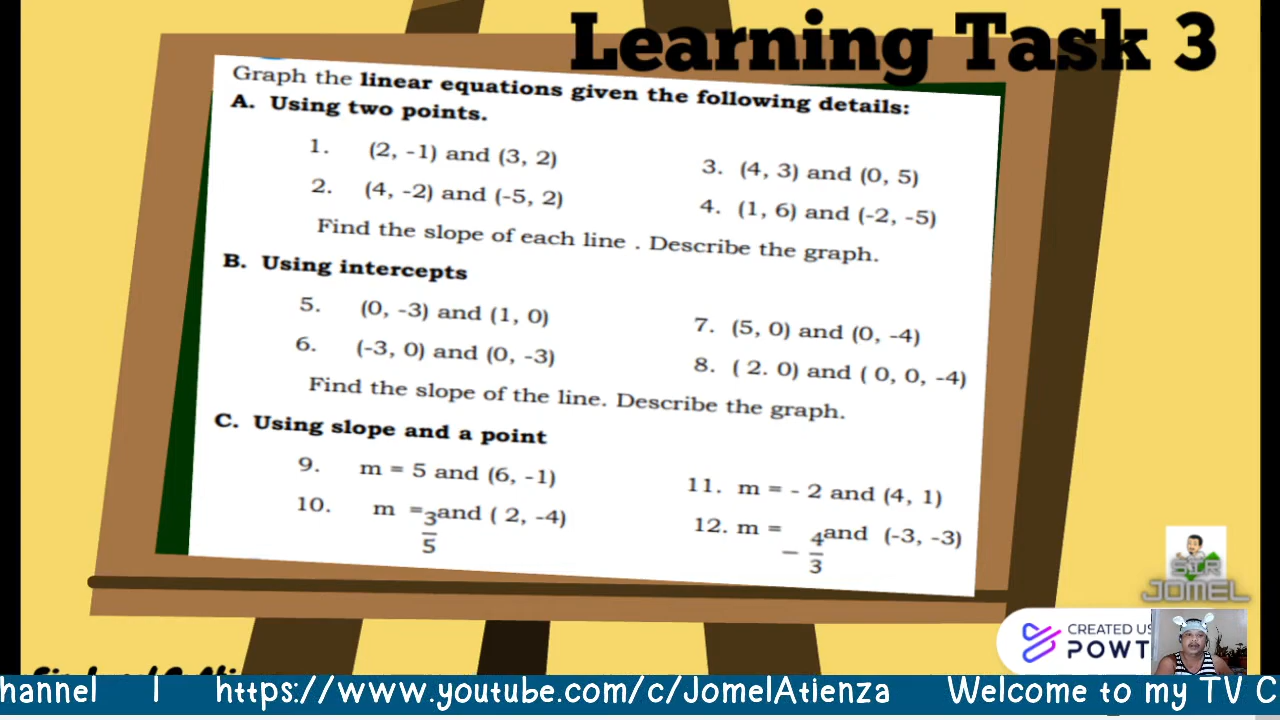 Learning Task 3
Graph the linear equations given the following details:
A. Using two points.
1. (2, -1) and (3, 2)
3. (4, 3) and (0, 5)
2. (4, -2) and (-5, 2)
4. (1, 6) and (-2, -5)
Find the slope of each line . Describe the graph.
B. Using intercepts
5. (0, -3) and (1, 0)
7. (5, 0) and (0, -4)
6. (-3, 0) and (0, -3)
8. ( 2. 0) and ( 0, 0, -4)
Find the slope of the line. Describe the graph.
C. Using slope and a point
9. m = 5 and (6, -1)
11. m = - 2 and (4, 1)
10. m = 3/5 and ( 2, -4)
12. m = - 4/3 and (-3, -3)
SIR
JOMEL
CREATED US
POWT
hannel | https://www.youtube.com/c/JomelAtienza Welcome to my TV C